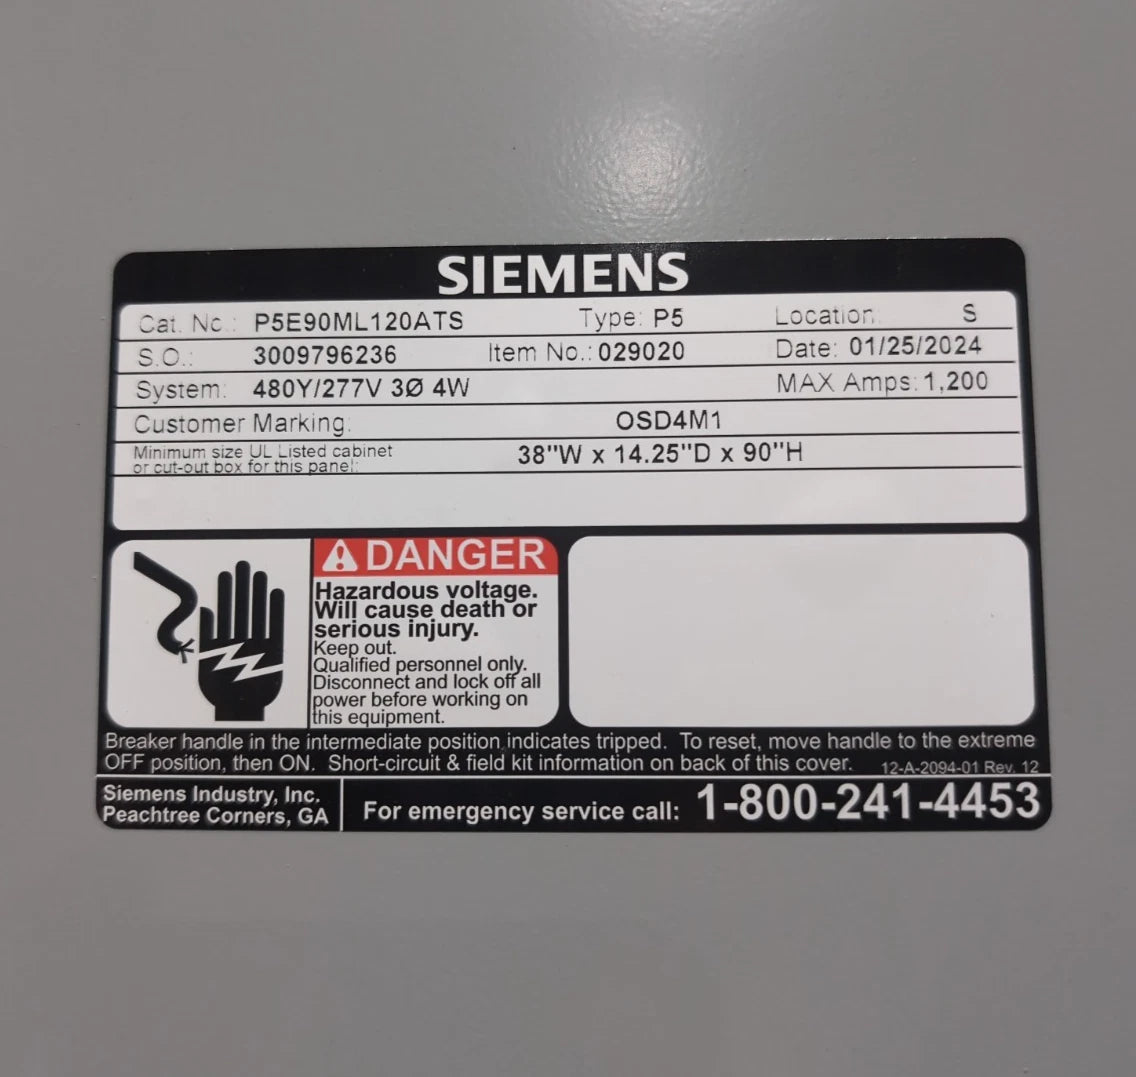 SIEMENS
Cat. No.: P5E90ML120ATS Type: P5 Location: S
S.O.: 3009796236 Item No.: 029020 Date: 01/25/2024
System: 480Y/277V 3Ø 4W MAX Amps: 1,200
Customer Marking: OSD4M1
Minimum size UL Listed cabinet
or cut-out box for this panel: 38"W x 14.25"D x 90"H
DANGER
Hazardous voltage.
Will cause death or
serious injury.
Keep out.
Qualified personnel only.
Disconnect and lock off all
power before working on
this equipment.
Breaker handle in the intermediate position indicates tripped. To reset, move handle to the extreme
OFF position, then ON. Short-circuit & field kit information on back of this cover. 12-A-2094-01 Rev. 12
Siemens Industry, Inc.
Peachtree Corners, GA
For emergency service call: 1-800-241-4453